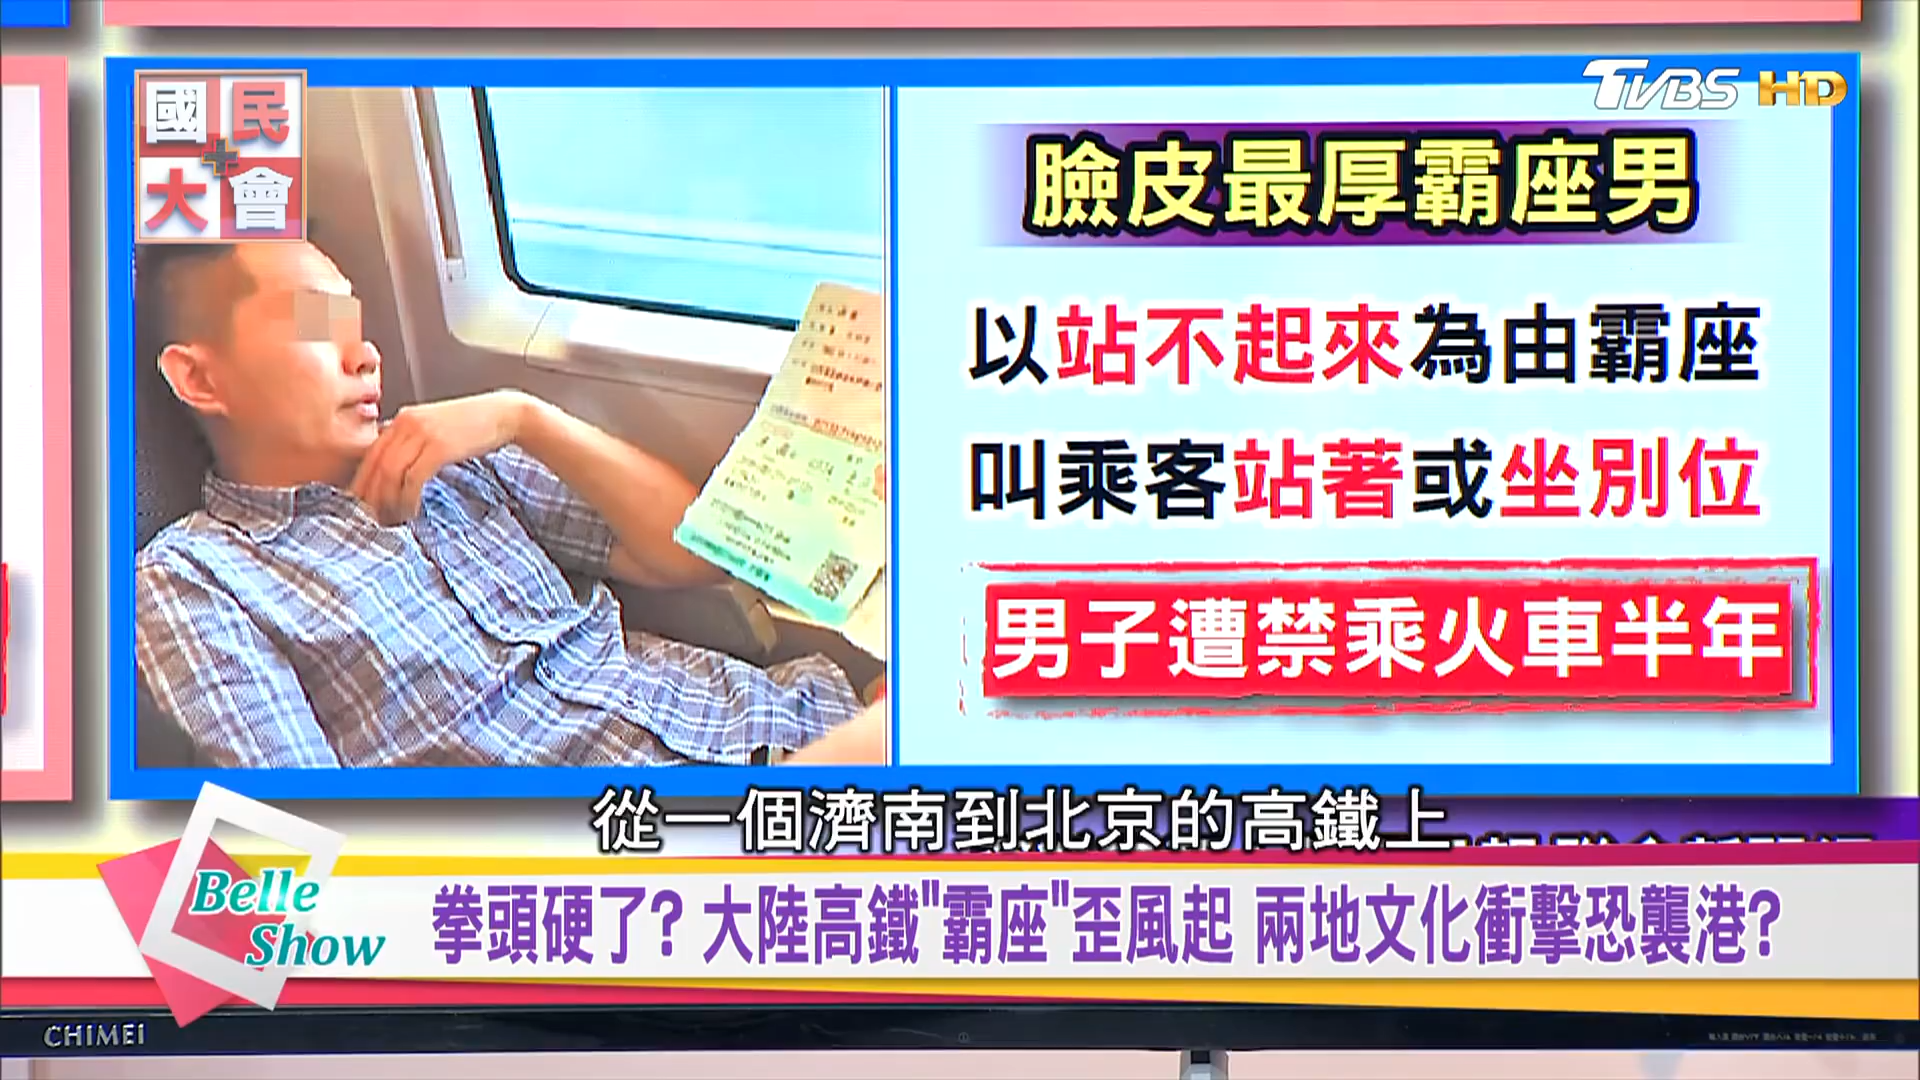 國民
大會
TVBS HD
臉皮最厚霸座男
以站不起來為由霸座
叫乘客站著或坐別位
男子遭禁乘火車半年
從一個濟南到北京的高鐵上
Belle
Show
拳頭硬了? 大陸高鐵"霸座"歪風起 兩地文化衝擊恐襲港?
CHIMEI